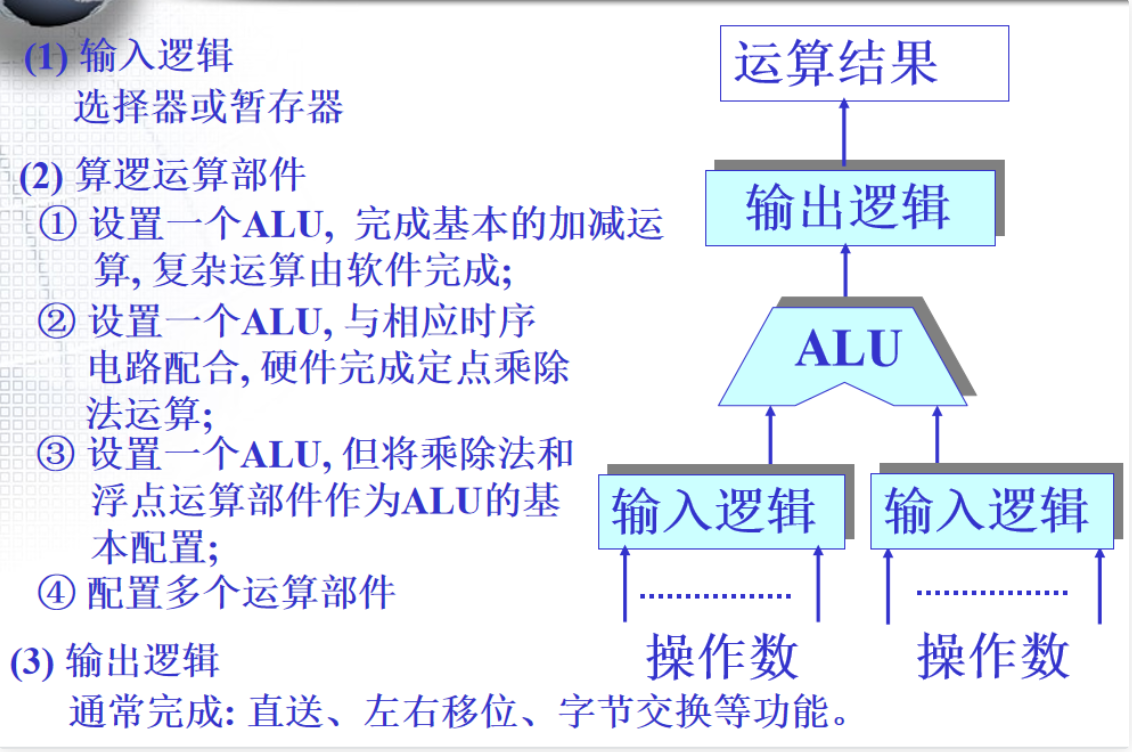 (1) 输入逻辑
选择器或暂存器
(2) 算逻运算部件
① 设置一个ALU, 完成基本的加减运
算, 复杂运算由软件完成;
② 设置一个ALU, 与相应时序
电路配合, 硬件完成定点乘除
法运算;
③ 设置一个ALU, 但将乘除法和
浮点运算部件作为ALU的基
本配置;
④ 配置多个运算部件
(3) 输出逻辑
通常完成: 直送、左右移位、字节交换等功能。
运算结果
输出逻辑
ALU
输入逻辑
输入逻辑
操作数
操作数